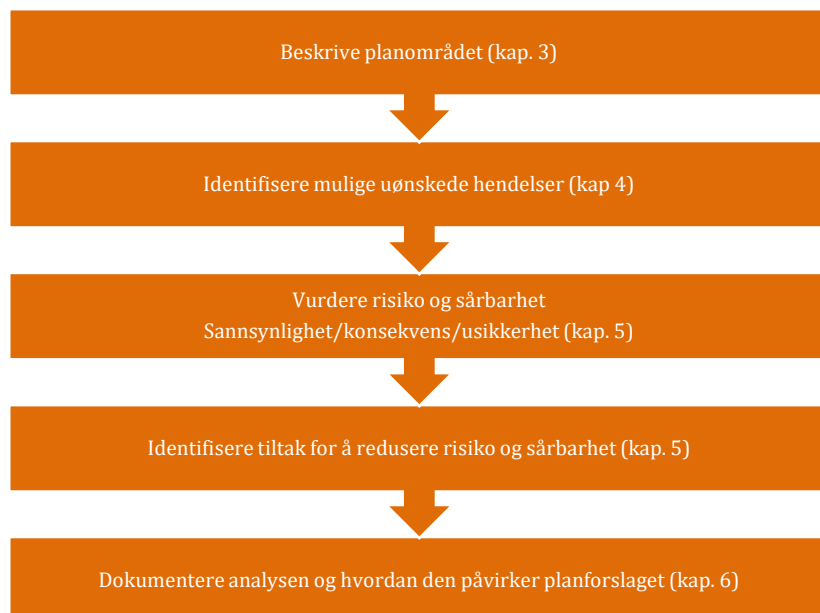 Beskrive planområdet (kap. 3)
Identifisere mulige uønskede hendelser (kap 4)
Vurdere risiko og sårbarhet
Sannsynlighet/konsekvens/usikkerhet (kap. 5)
Identifisere tiltak for å redusere risiko og sårbarhet (kap. 5)
Dokumentere analysen og hvordan den påvirker planforslaget (kap. 6)